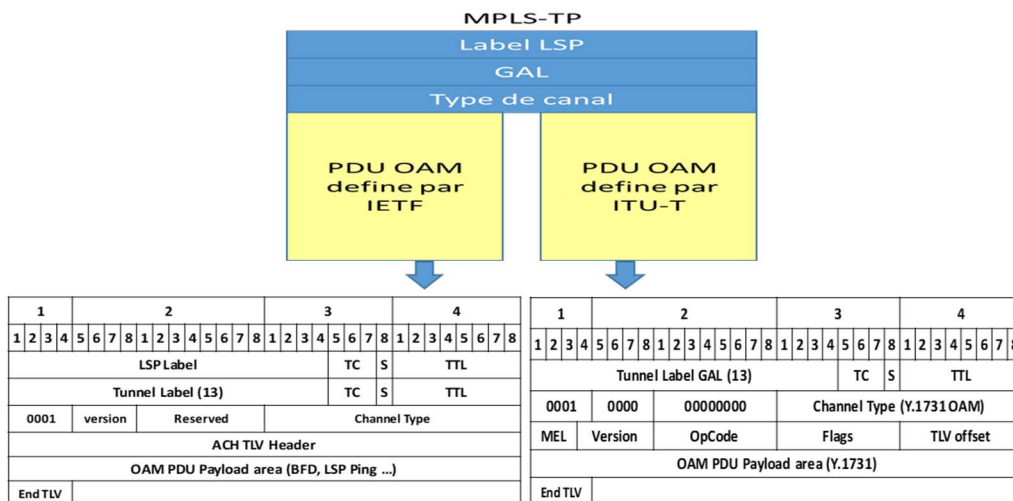 MPLS-TP
Label LSP
GAL
Type de canal
PDU OAM
define par
IETF
PDU OAM
define par
ITU-T
1 2 3 4
1 2 3 4 5 6 7 8 1 2 3 4 5 6 7 8 1 2 3 4 5 6 7 8 1 2 3 4 5 6 7 8
LSP Label TC S TTL
Tunnel Label (13) TC S TTL
0001 version Reserved Channel Type
ACH TLV Header
OAM PDU Payload area (BFD, LSP Ping ...)
End TLV
1 2 3 4
1 2 3 4 5 6 7 8 1 2 3 4 5 6 7 8 1 2 3 4 5 6 7 8 1 2 3 4 5 6 7 8
Tunnel Label GAL (13) TC S TTL
0001 0000 00000000 Channel Type (Y.1731 OAM)
MEL Version OpCode Flags TLV offset
OAM PDU Payload area (Y.1731)
End TLV